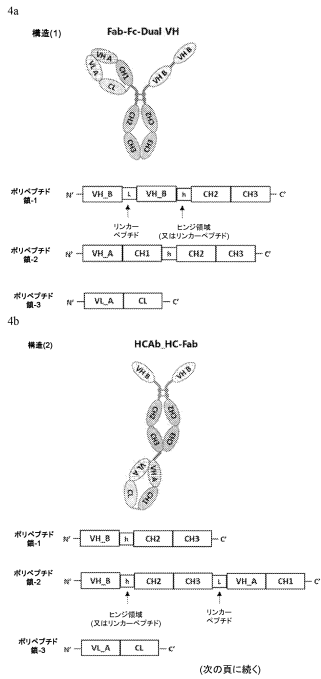 4a
構造(1)
Fab-Fc-Dual VH
VH A
CH1
VL A
CL
VH B
VH B
CH2
CH2
CH3
CH3
ポリペプチド鎖-1
N' VH_B L VH_B h CH2 CH3 C'
リンカーペプチド
ヒンジ領域
(又はリンカーペプチド)
ポリペプチド鎖-2
N' VH_A CH1 h CH2 CH3 C'
ポリペプチド鎖-3
N' VL_A CL C'
4b
構造(2)
HCAb_HC-Fab
VH B
VH B
CH2
CH2
CH3
CH3
VL A
VH A
CL
CH1
ポリペプチド鎖-1
N' VH_B h CH2 CH3 C'
ポリペプチド鎖-2
N' VH_B h CH2 CH3 L VH_A CH1 C'
ヒンジ領域
(又はリンカーペプチド)
リンカーペプチド
ポリペプチド鎖-3
N' VL_A CL C'
(次の頁に続く)